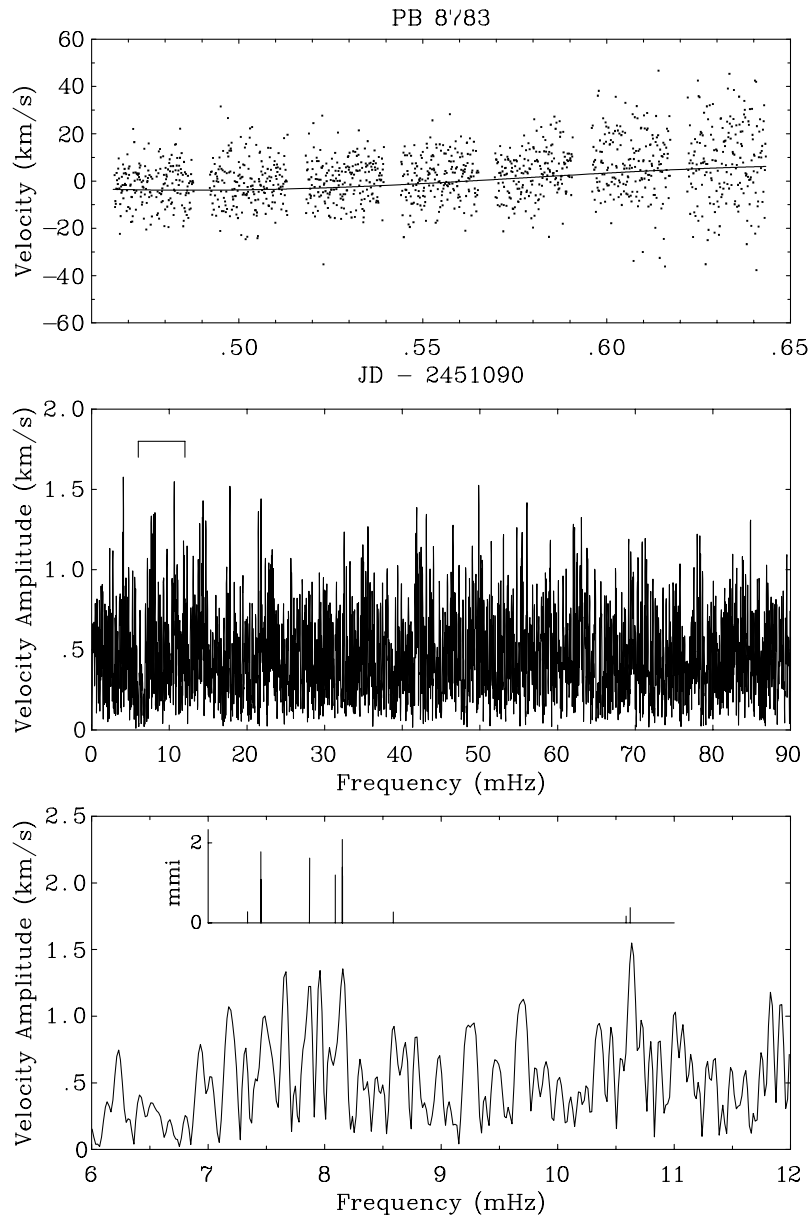 PB 8783
60
40
20
0
−20
−40
−60
Velocity (km/s)
.50 .55 .60 .65
JD − 2451090
2.0
1.5
1.0
.5
0
Velocity Amplitude (km/s)
0 10 20 30 40 50 60 70 80 90
Frequency (mHz)
2.5
2.0
1.5
1.0
.5
0
Velocity Amplitude (km/s)
2
0
mmi
6 7 8 9 10 11 12
Frequency (mHz)